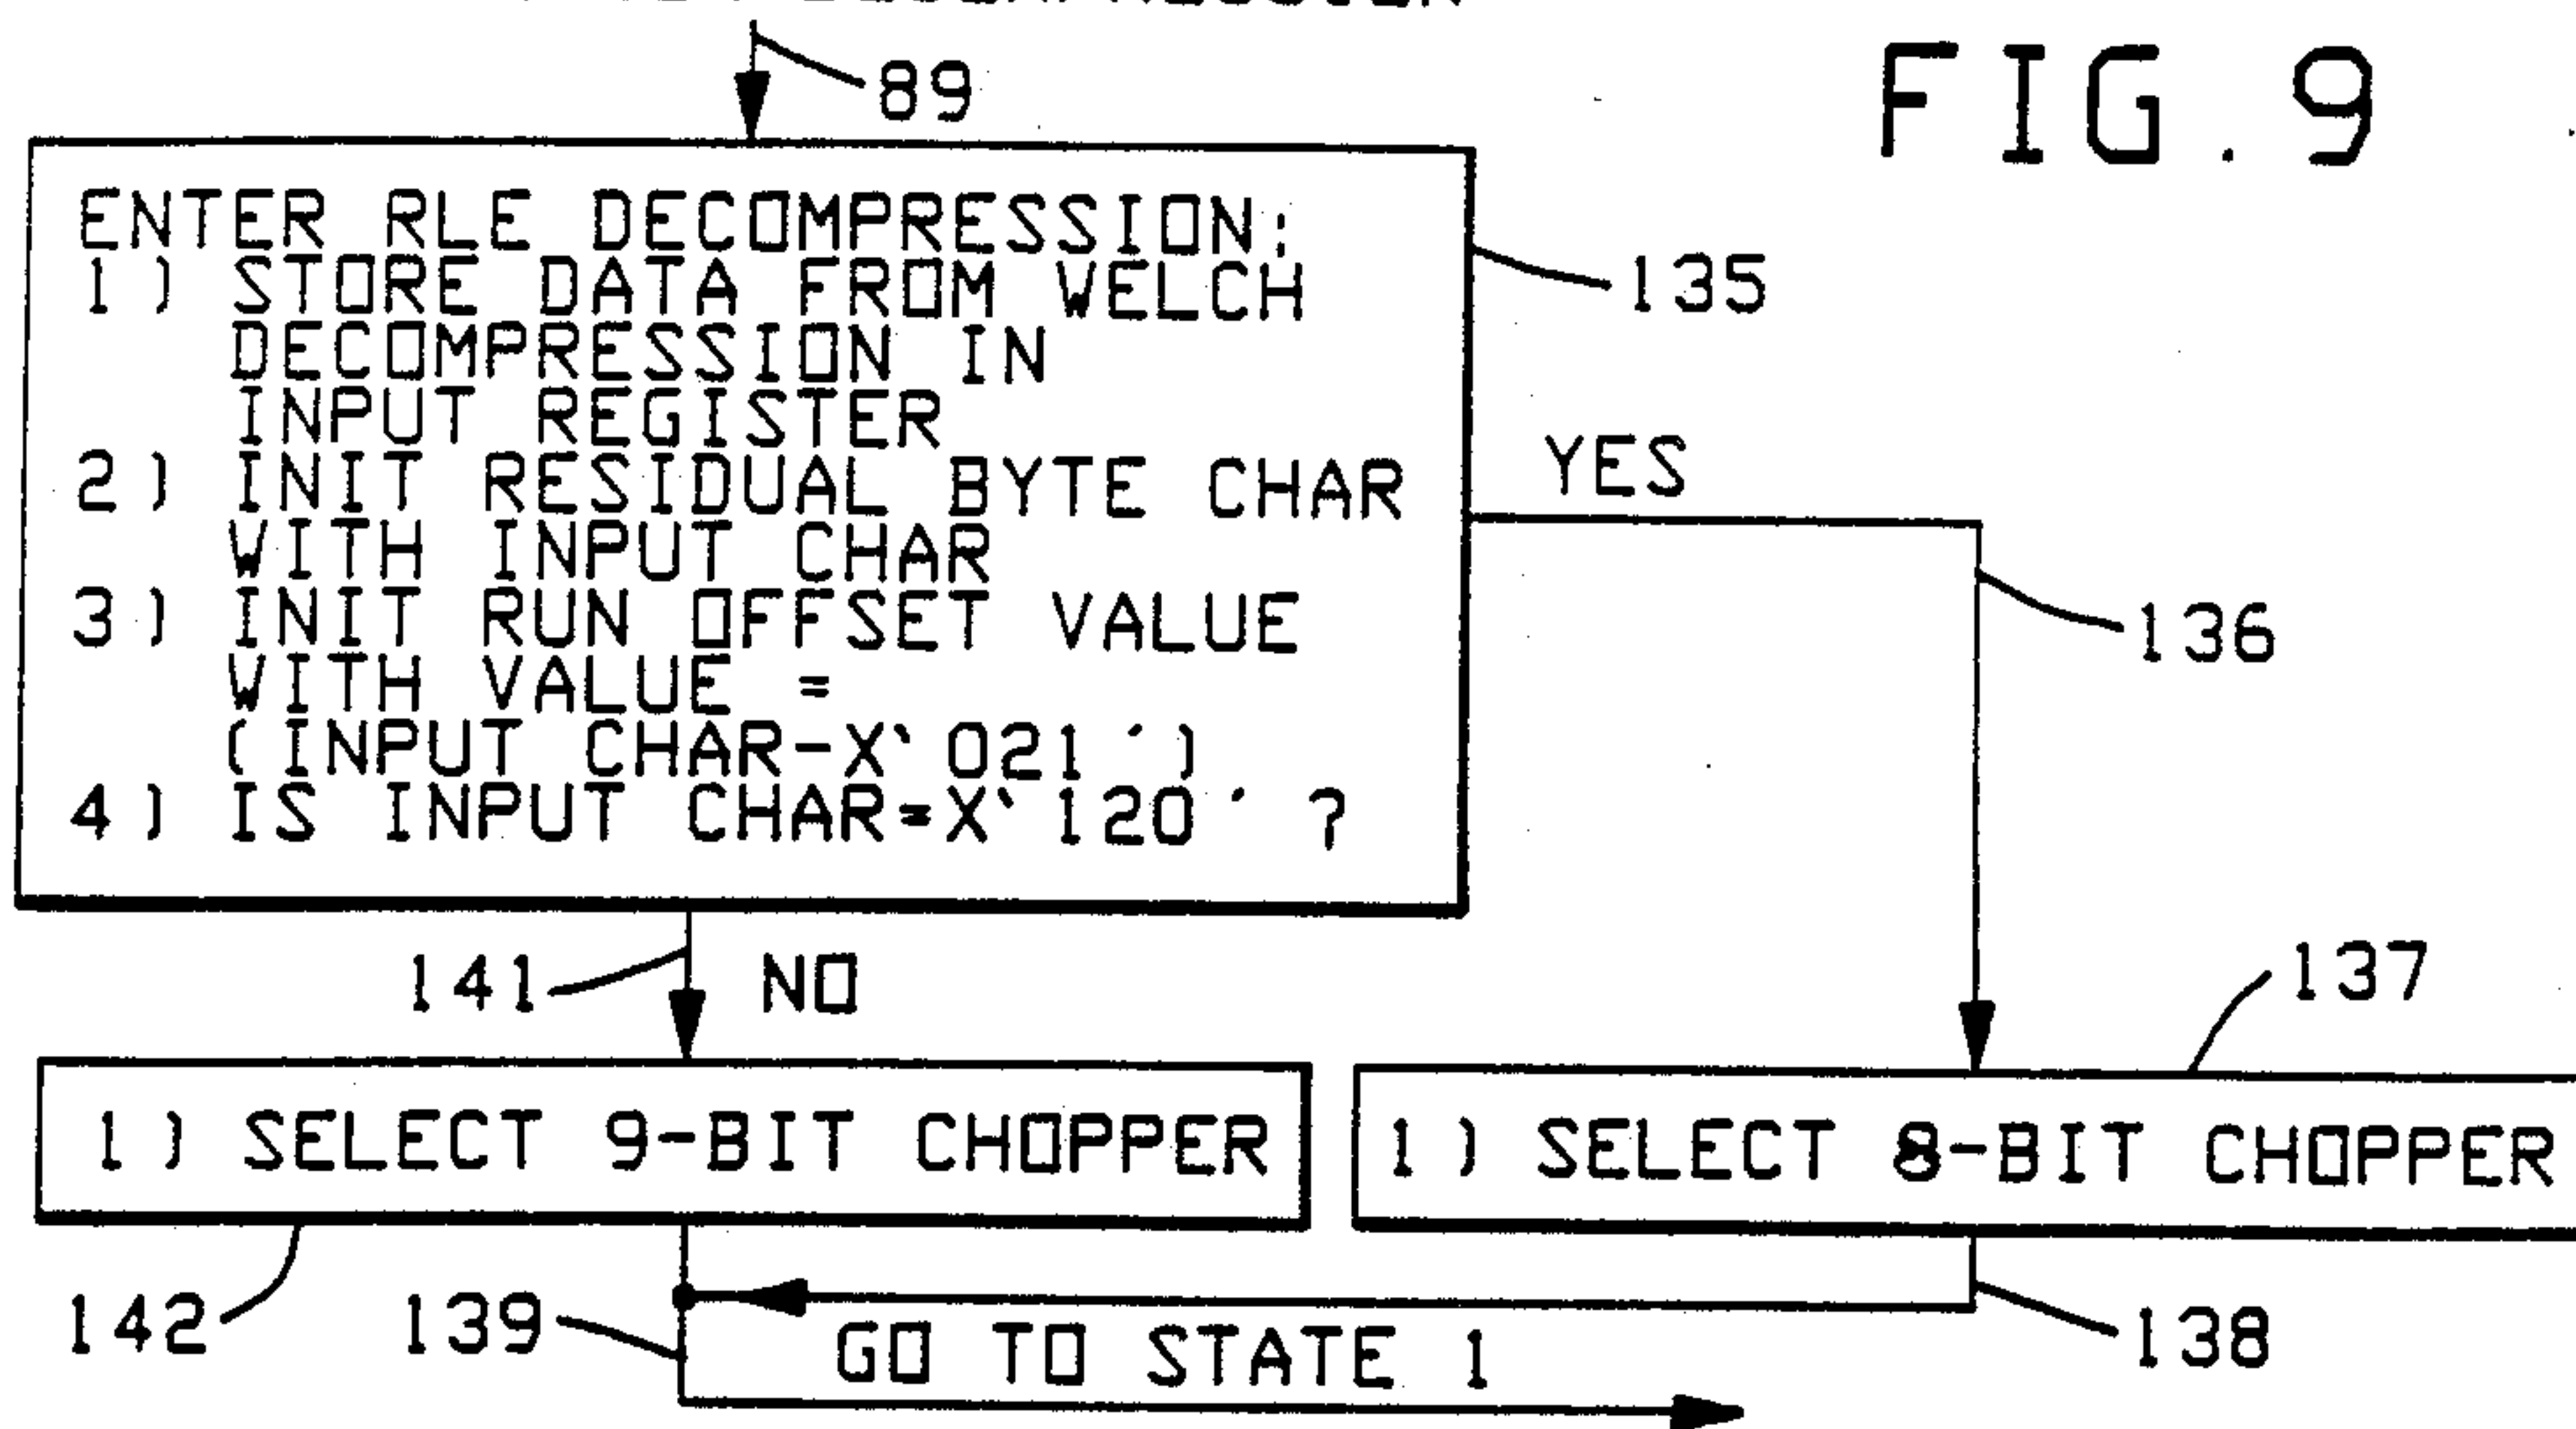 FIG. 9
89
ENTER RLE DECOMPRESSION:
1) STORE DATA FROM WELCH
DECOMPRESSION IN
INPUT REGISTER
2) INIT RESIDUAL BYTE CHAR
WITH INPUT CHAR
3) INIT RUN OFFSET VALUE
WITH VALUE =
(INPUT CHAR-X`021´)
4) IS INPUT CHAR=X`120´ ?
135
YES
136
141
NO
137
1) SELECT 9-BIT CHOPPER
1) SELECT 8-BIT CHOPPER
142
139
138
GO TO STATE 1